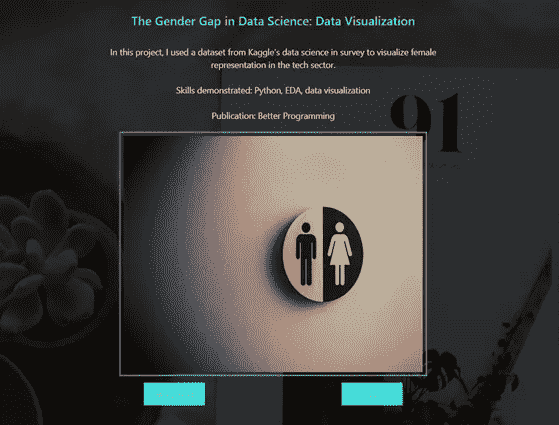 The Gender Gap in Data Science: Data Visualization
In this project, I used a dataset from Kaggle's data science in survey to visualize female
representation in the tech sector.
Skills demonstrated: Python, EDA, data visualization
Publication: Better Programming
91